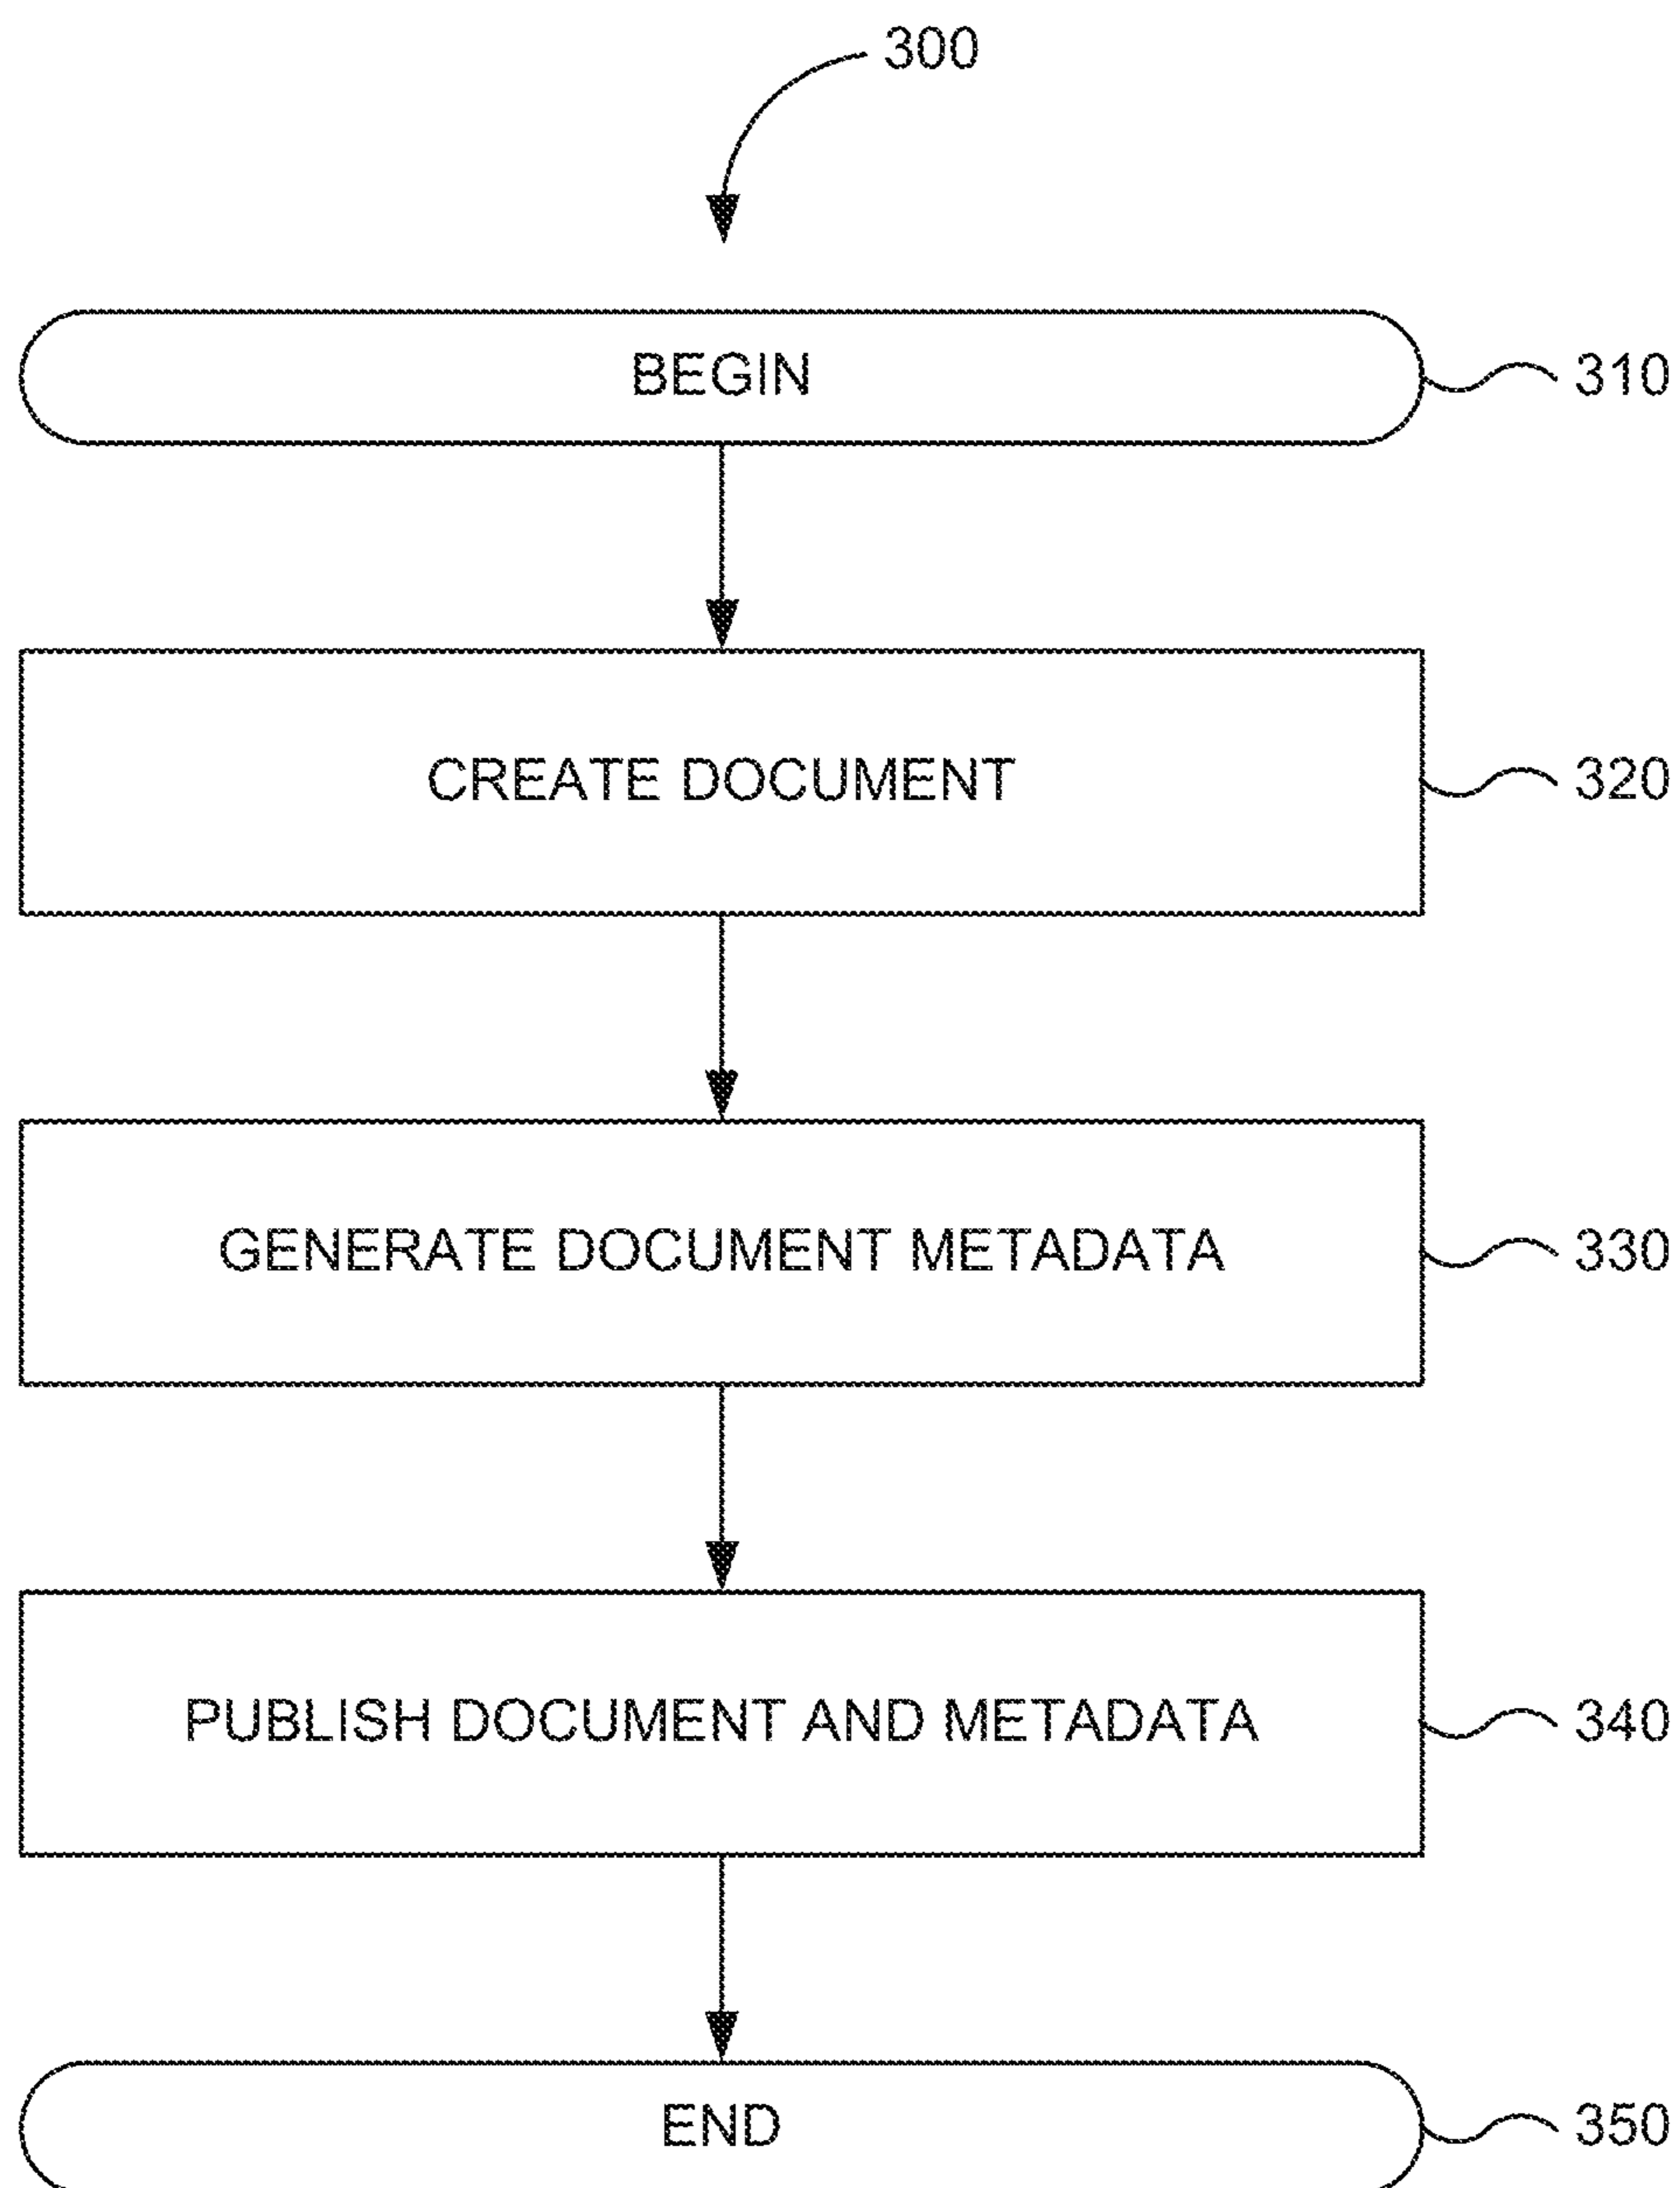 300
BEGIN 310
CREATE DOCUMENT 320
GENERATE DOCUMENT METADATA 330
PUBLISH DOCUMENT AND METADATA 340
END 350